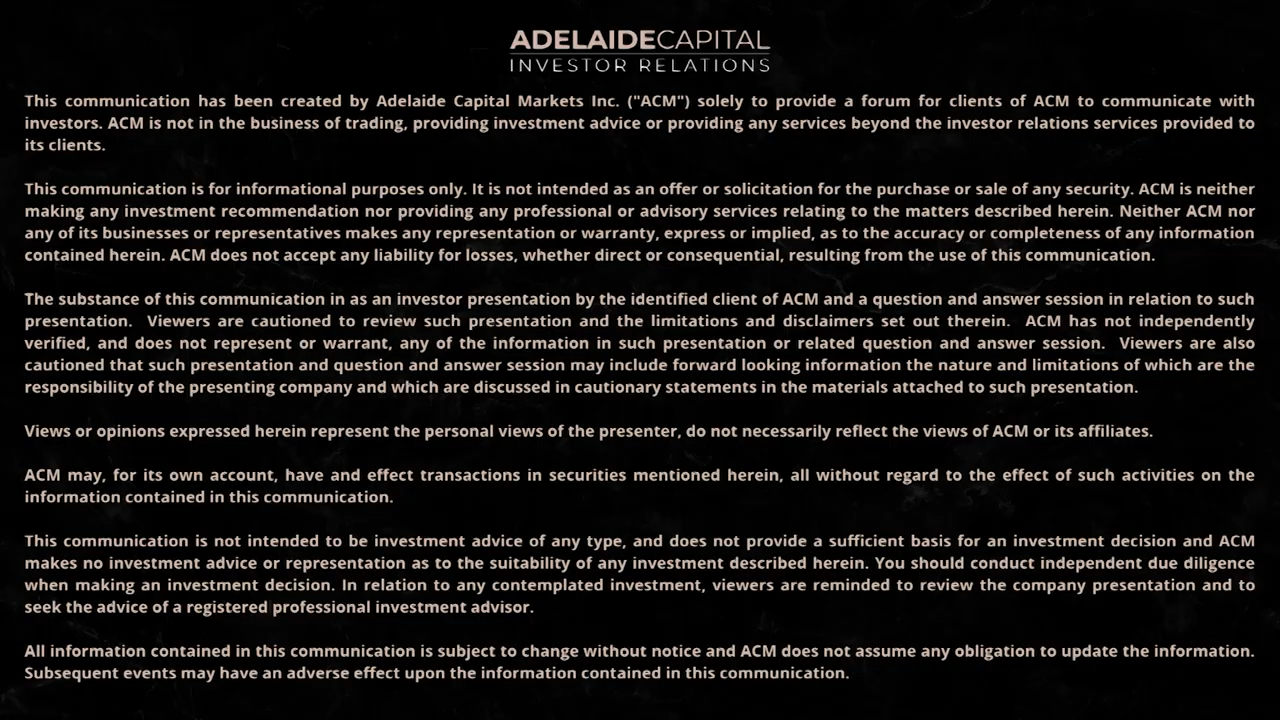 ADELAIDECAPITAL
INVESTOR RELATIONS
This communication has been created by Adelaide Capital Markets Inc. ("ACM") solely to provide a forum for clients of ACM to communicate with
investors. ACM is not in the business of trading, providing investment advice or providing any services beyond the investor relations services provided to
its clients.
This communication is for informational purposes only. It is not intended as an offer or solicitation for the purchase or sale of any security. ACM is neither
making any investment recommendation nor providing any professional or advisory services relating to the matters described herein. Neither ACM nor
any of its businesses or representatives makes any representation or warranty, express or implied, as to the accuracy or completeness of any information
contained herein. ACM does not accept any liability for losses, whether direct or consequential, resulting from the use of this communication.
The substance of this communication in as an investor presentation by the identified client of ACM and a question and answer session in relation to such
presentation. Viewers are cautioned to review such presentation and the limitations and disclaimers set out therein. ACM has not independently
verified, and does not represent or warrant, any of the information in such presentation or related question and answer session. Viewers are also
cautioned that such presentation and question and answer session may include forward looking information the nature and limitations of which are the
responsibility of the presenting company and which are discussed in cautionary statements in the materials attached to such presentation.
Views or opinions expressed herein represent the personal views of the presenter, do not necessarily reflect the views of ACM or its affiliates.
ACM may, for its own account, have and effect transactions in securities mentioned herein, all without regard to the effect of such activities on the
information contained in this communication.
This communication is not intended to be investment advice of any type, and does not provide a sufficient basis for an investment decision and ACM
makes no investment advice or representation as to the suitability of any investment described herein. You should conduct independent due diligence
when making an investment decision. In relation to any contemplated investment, viewers are reminded to review the company presentation and to
seek the advice of a registered professional investment advisor.
All information contained in this communication is subject to change without notice and ACM does not assume any obligation to update the information.
Subsequent events may have an adverse effect upon the information contained in this communication.